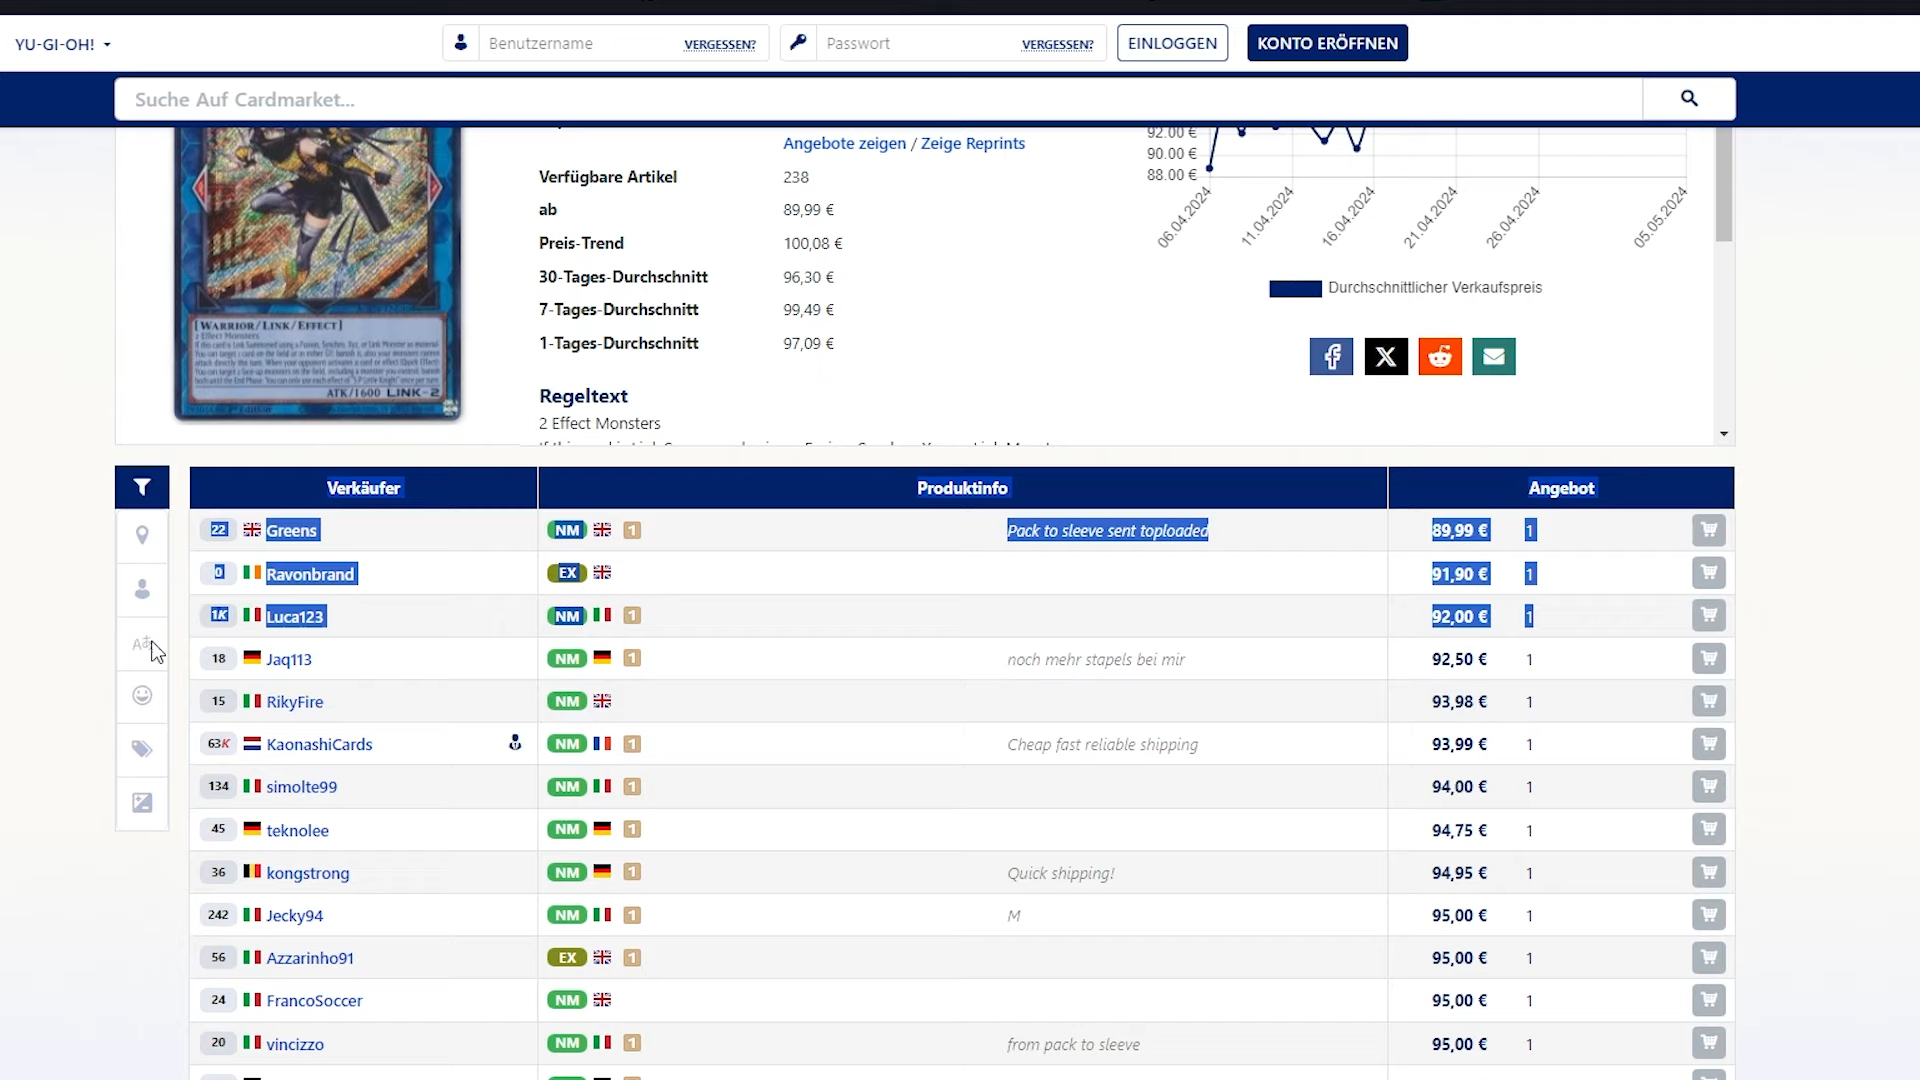 YU-GI-OH!
Benutzername VERGESSEN?
Passwort VERGESSEN?
EINLOGGEN
KONTO ERÖFFNEN
Suche Auf Cardmarket...
[WARRIOR/LINK/EFFECT]
2 Effect Monsters
ATK/1600 LINK-2
Angebote zeigen / Zeige Reprints
Verfügbare Artikel 238
ab 89,99 €
Preis-Trend 100,08 €
30-Tages-Durchschnitt 96,30 €
7-Tages-Durchschnitt 99,49 €
1-Tages-Durchschnitt 97,09 €
Regeltext
2 Effect Monsters
92.00 €
90.00 €
88.00 €
06.04.2024
11.04.2024
16.04.2024
21.04.2024
26.04.2024
05.05.2024
Durchschnittlicher Verkaufspreis
Verkäufer Produktinfo Angebot
22 Greens NM 1 Pack to sleeve sent toploaded 89,99 € 1
0 Ravonbrand EX 91,90 € 1
1K Luca123 NM 1 92,00 € 1
18 Jaq113 NM 1 noch mehr stapels bei mir 92,50 € 1
15 RikyFire NM 93,98 € 1
63K KaonashiCards NM 1 Cheap fast reliable shipping 93,99 € 1
134 simolte99 NM 1 94,00 € 1
45 teknolee NM 1 94,75 € 1
36 kongstrong NM 1 Quick shipping! 94,95 € 1
242 Jecky94 NM 1 M 95,00 € 1
56 Azzarinho91 EX 1 95,00 € 1
24 FrancoSoccer NM 95,00 € 1
20 vincizzo NM 1 from pack to sleeve 95,00 € 1